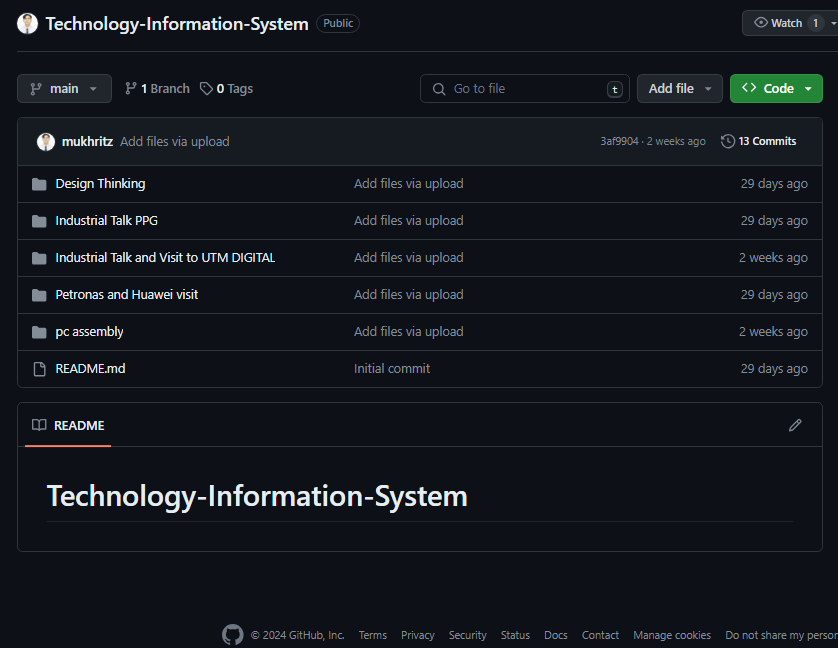 Technology-Information-System Public Watch 1
main 1 Branch 0 Tags Go to file t Add file Code
mukhritz Add files via upload 3af9904 · 2 weeks ago 13 Commits
Design Thinking Add files via upload 29 days ago
Industrial Talk PPG Add files via upload 29 days ago
Industrial Talk and Visit to UTM DIGITAL Add files via upload 2 weeks ago
Petronas and Huawei visit Add files via upload 29 days ago
pc assembly Add files via upload 2 weeks ago
README.md Initial commit 29 days ago
README
Technology-Information-System
© 2024 GitHub, Inc. Terms Privacy Security Status Docs Contact Manage cookies Do not share my person